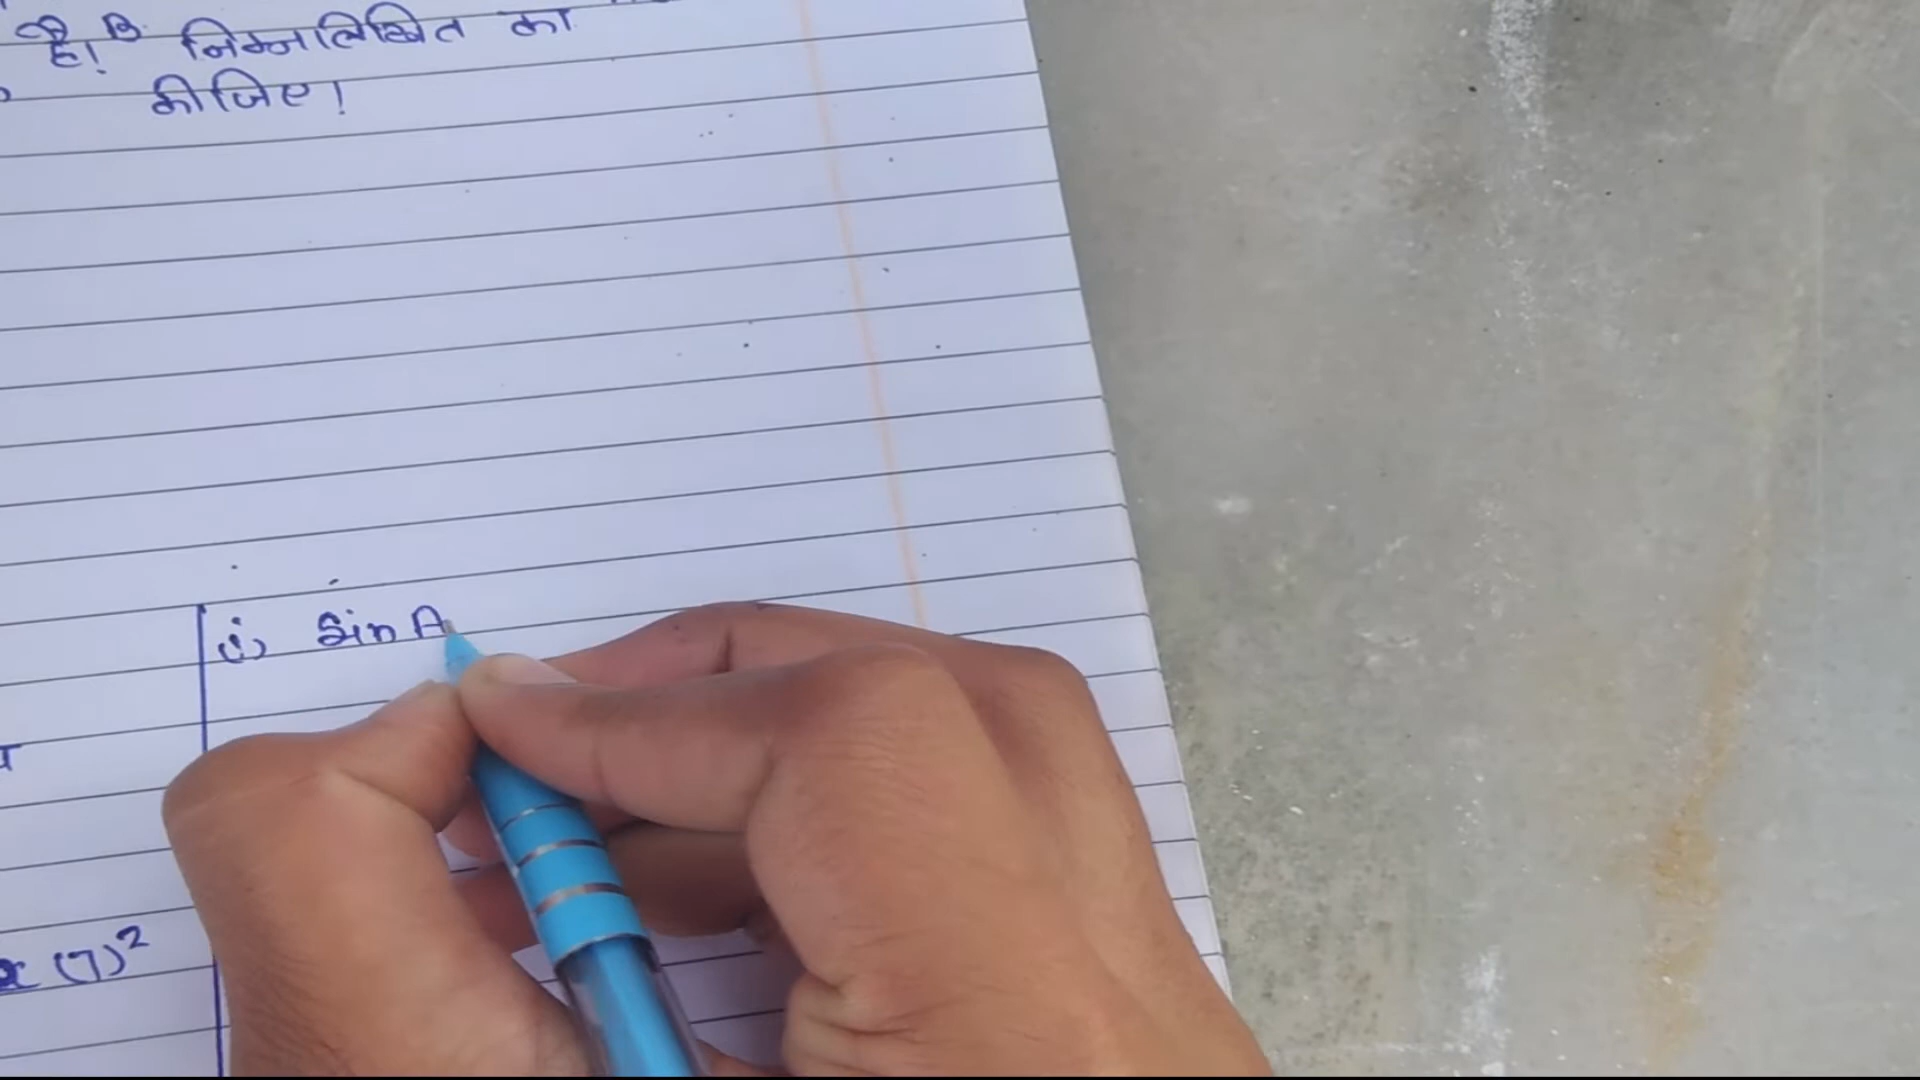 है। B निम्नलिखित का
कीजिए।
(i) Sin A
(7)²